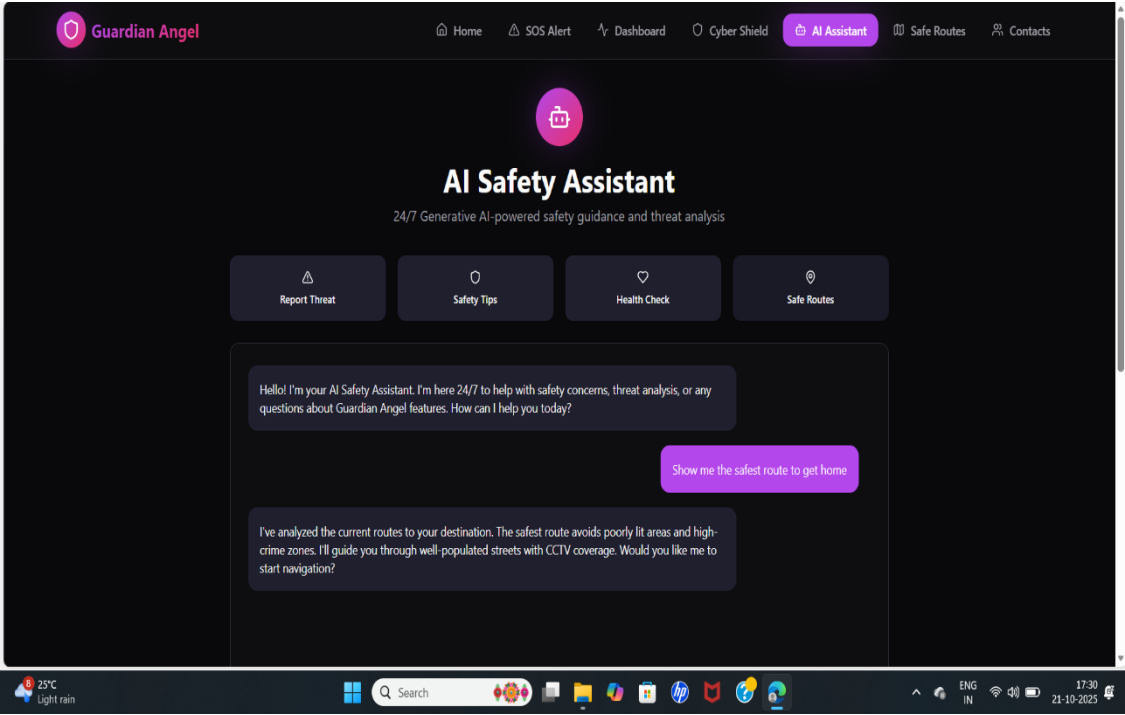 Guardian Angel
Home
SOS Alert
Dashboard
Cyber Shield
AI Assistant
Safe Routes
Contacts
AI Safety Assistant
24/7 Generative AI-powered safety guidance and threat analysis
Report Threat
Safety Tips
Health Check
Safe Routes
Hello! I'm your AI Safety Assistant. I'm here 24/7 to help with safety concerns, threat analysis, or any
questions about Guardian Angel features. How can I help you today?
Show me the safest route to get home
I've analyzed the current routes to your destination. The safest route avoids poorly lit areas and high-
crime zones. I'll guide you through well-populated streets with CCTV coverage. Would you like me to
start navigation?
8
25°C
Light rain
Search
hp
ENG
IN
17:30
21-10-2025